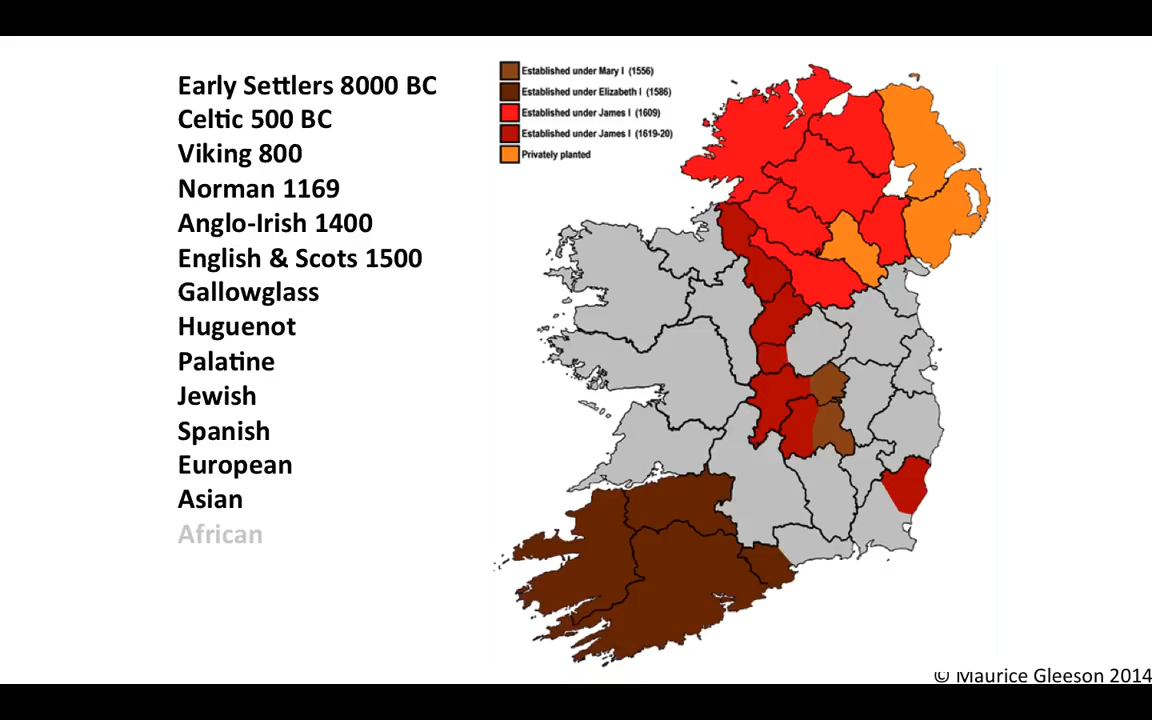 Early Settlers 8000 BC
Celtic 500 BC
Viking 800
Norman 1169
Anglo-Irish 1400
English & Scots 1500
Gallowglass
Huguenot
Palatine
Jewish
Spanish
European
Asian
African
Established under Mary I (1556)
Established under Elizabeth I (1586)
Established under James I (1609)
Established under James I (1619-20)
Privately planted
© Maurice Gleeson 2014